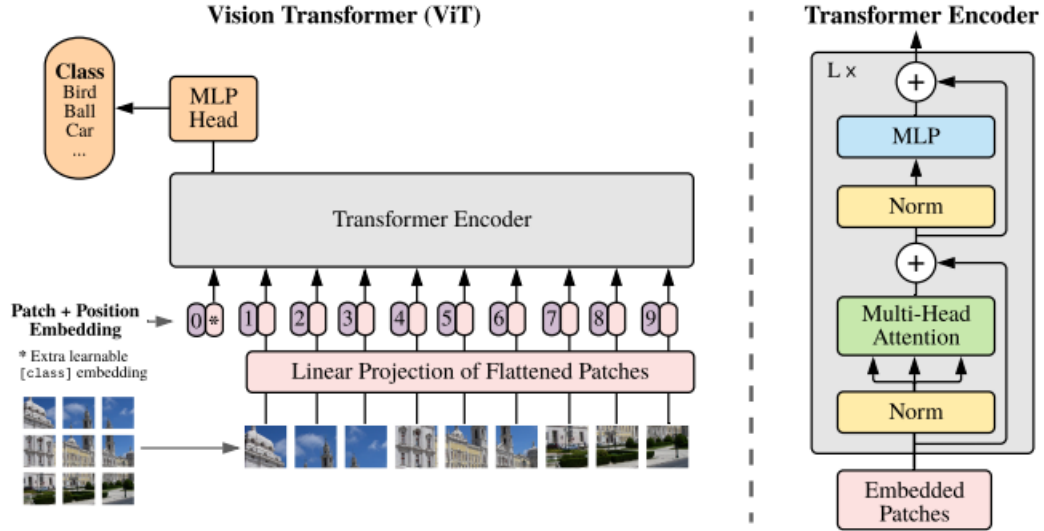 Vision Transformer (ViT)
Class
Bird
Ball
Car
...
MLP
Head
Transformer Encoder
Patch + Position
Embedding
* Extra learnable
[class] embedding
0 * 1 2 3 4 5 6 7 8 9
Linear Projection of Flattened Patches
Transformer Encoder
L ×
+
MLP
Norm
+
Multi-Head
Attention
Norm
Embedded
Patches